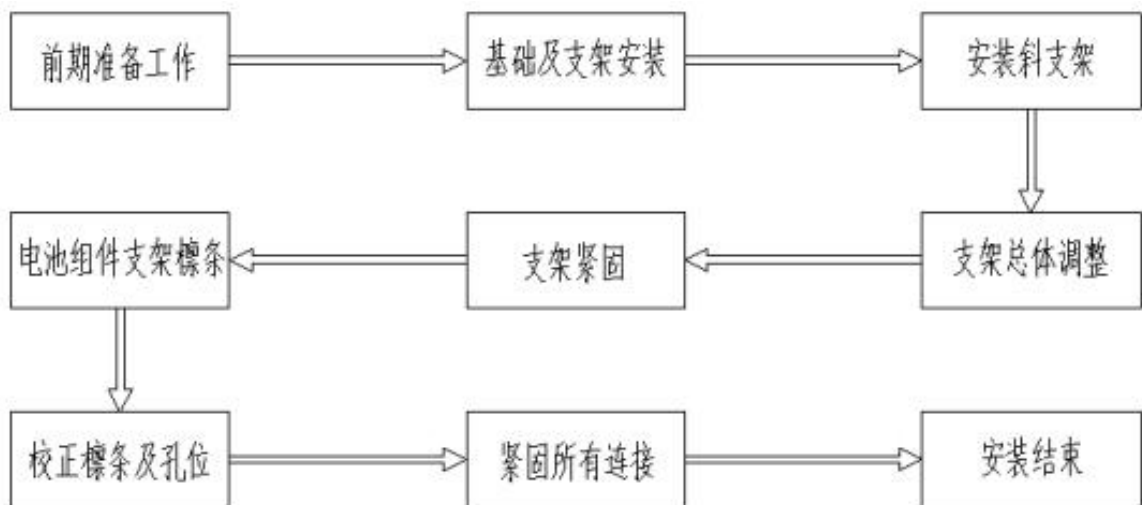 前期准备工作
基础及支架安装
安装斜支架
支架总体调整
支架紧固
电池组件支架檩条
校正檩条及孔位
紧固所有连接
安装结束